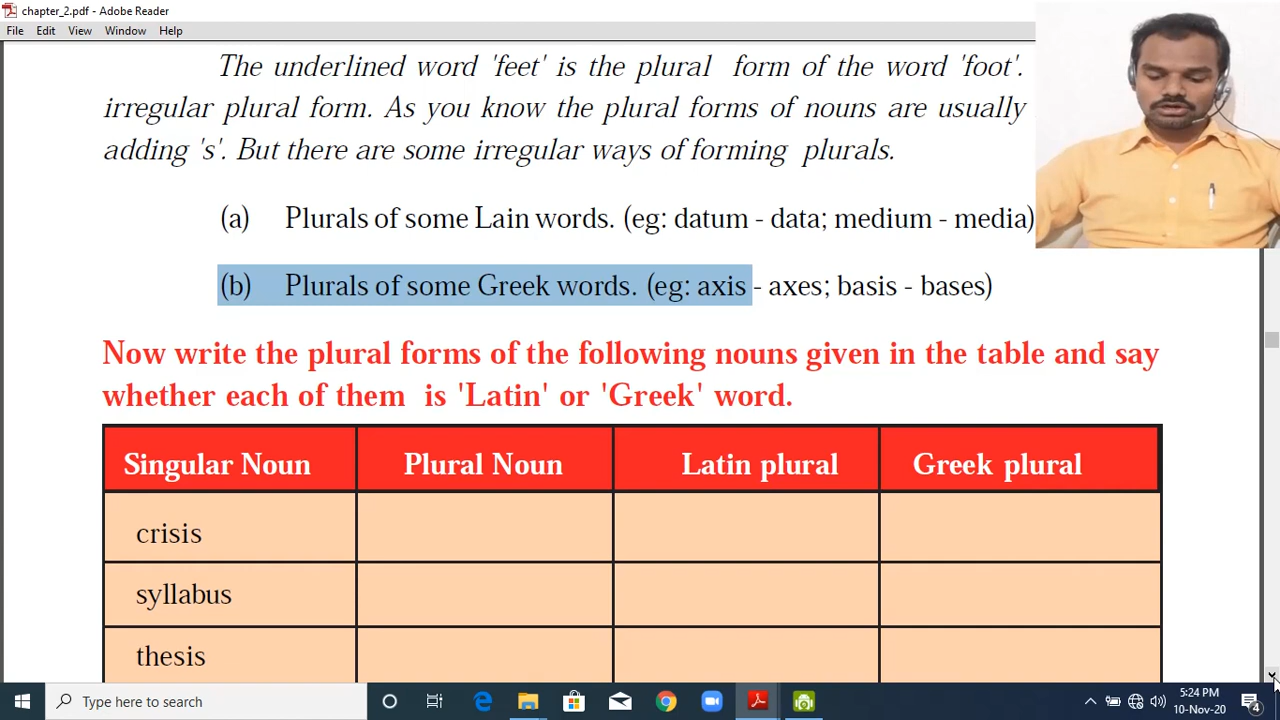 chapter_2.pdf - Adobe Reader
File Edit View Window Help
The underlined word 'feet' is the plural form of the word 'foot'.
irregular plural form. As you know the plural forms of nouns are usually
adding 's'. But there are some irregular ways of forming plurals.
(a) Plurals of some Lain words. (eg: datum - data; medium - media)
(b) Plurals of some Greek words. (eg: axis - axes; basis - bases)
Now write the plural forms of the following nouns given in the table and say
whether each of them is 'Latin' or 'Greek' word.
Singular Noun Plural Noun Latin plural Greek plural
crisis
syllabus
thesis
Type here to search
5:24 PM
10-Nov-20
4